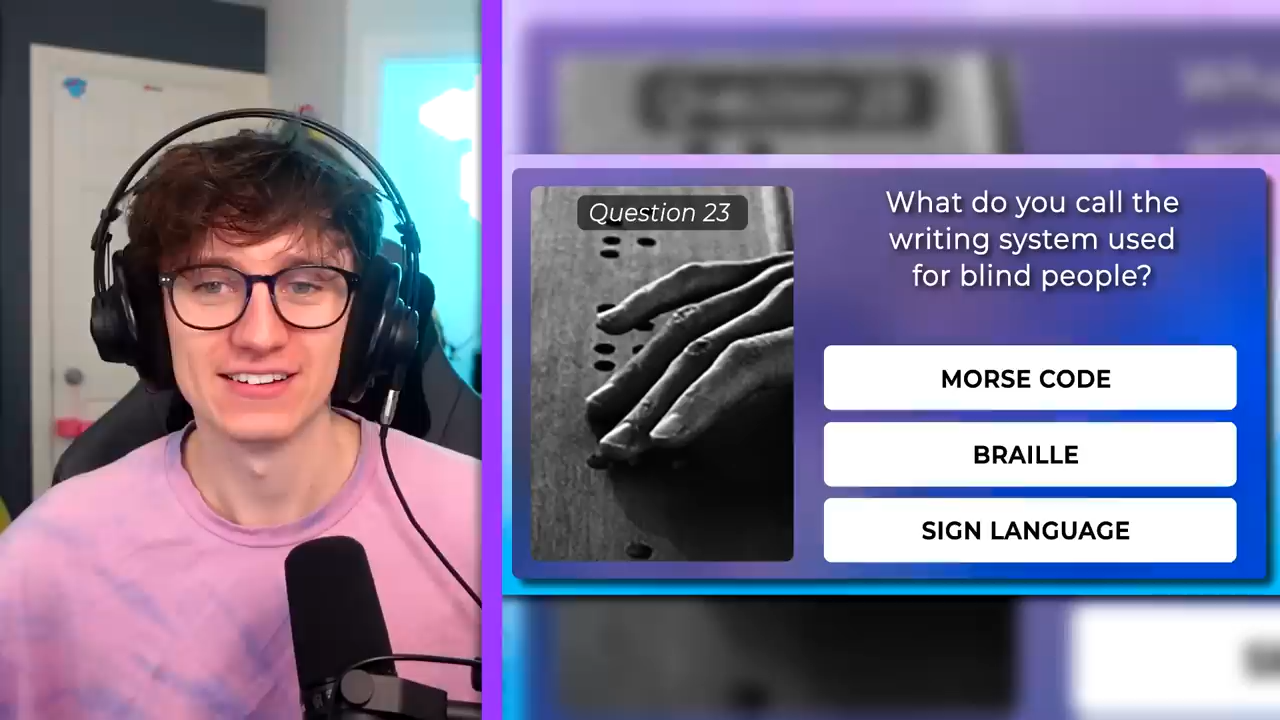 Question 23
What do you call the
writing system used
for blind people?
MORSE CODE
BRAILLE
SIGN LANGUAGE